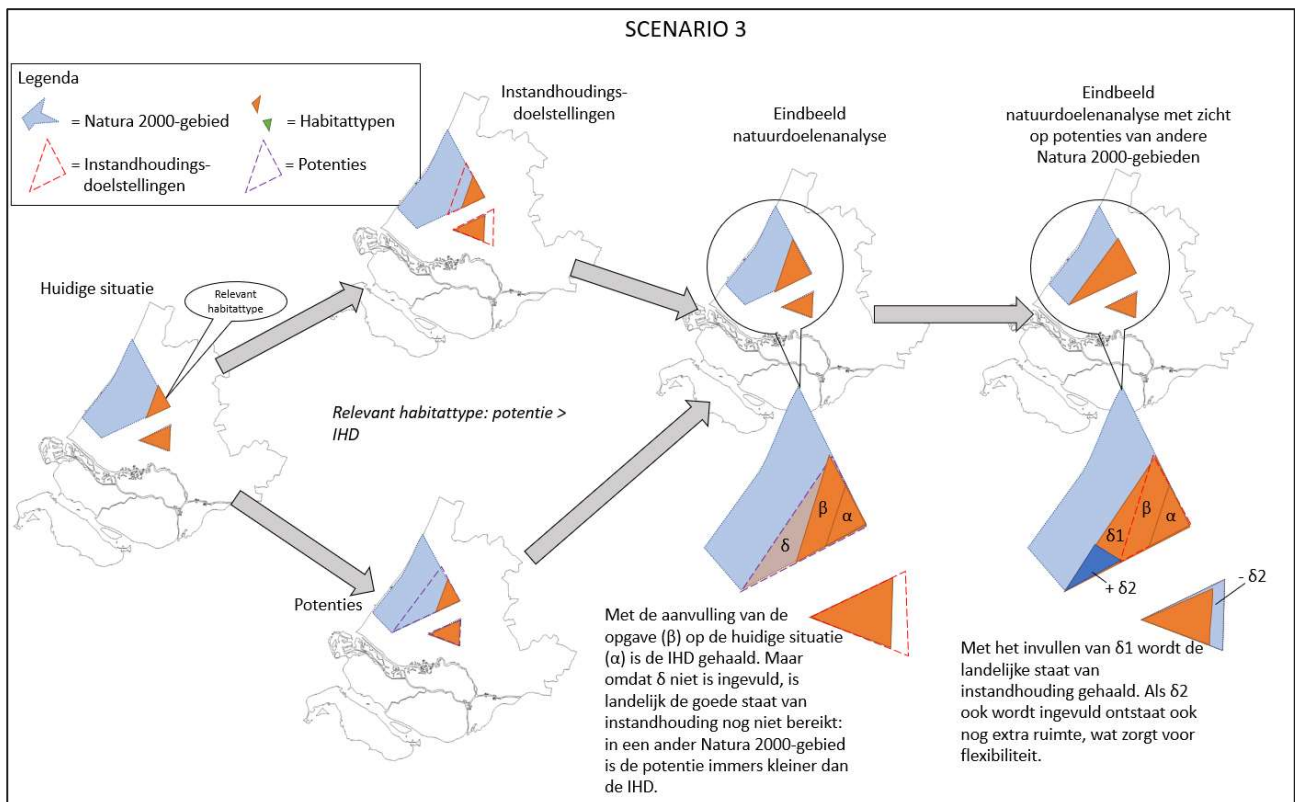 SCENARIO 3
Legenda
= Natura 2000-gebied
= Habitattypen
= Instandhoudings-
doelstellingen
= Potenties
Huidige situatie
Relevant
habitattype
Instandhoudings-
doelstellingen
Potenties
Relevant habitattype: potentie >
IHD
Eindbeeld
natuurdoelenanalyse
δ
β
α
Met de aanvulling van de
opgave (β) op de huidige situatie
(α) is de IHD gehaald. Maar
omdat δ niet is ingevuld, is
landelijk de goede staat van
instandhouding nog niet bereikt:
in een ander Natura 2000-gebied
is de potentie immers kleiner dan
de IHD.
Eindbeeld
natuurdoelenanalyse met zicht
op potenties van andere
Natura 2000-gebieden
δ1
β
α
+ δ2
- δ2
Met het invullen van δ1 wordt de
landelijke staat van
instandhouding gehaald. Als δ2
ook wordt ingevuld ontstaat ook
nog extra ruimte, wat zorgt voor
flexibiliteit.